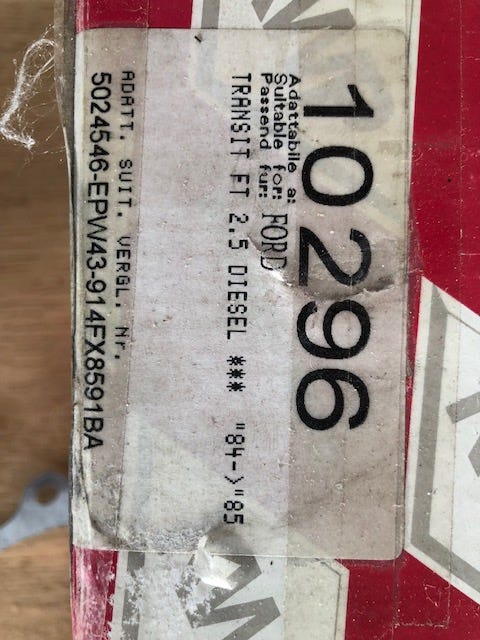 10296
Adattabile a:
Suitable for: FORD
Passend fur:
TRANSIT FT 2.5 DIESEL *** "84->"85
ADATT. SUIT. VERGL. Nr.
5024546-EPW43-914FX8591BA